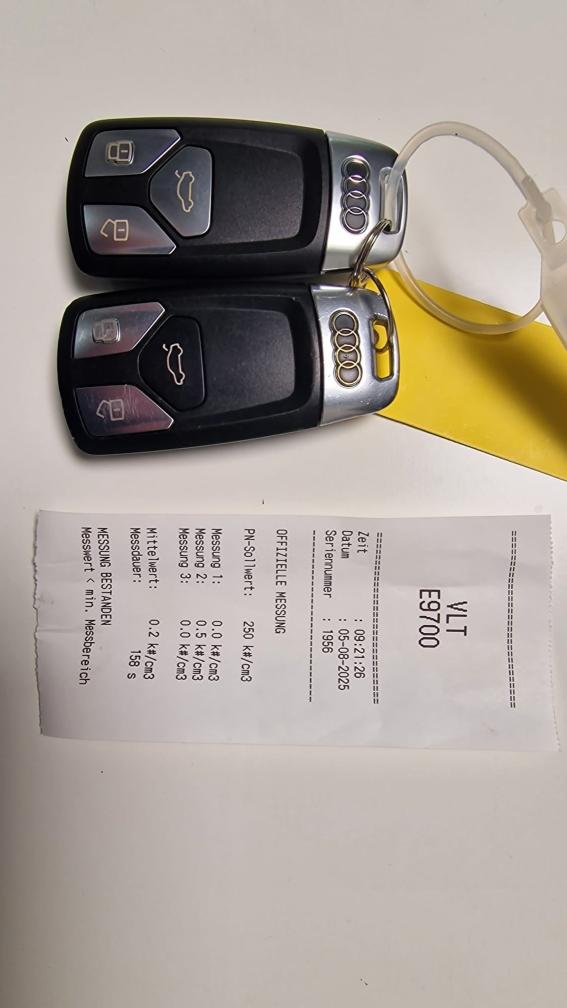 ==============================
VLT
E9700
==============================
Zeit : 09:21:26
Datum : 05-08-2025
Seriennummer : 1956
------------------------------
OFFIZIELLE MESSUNG
PN-Sollwert: 250 k#/cm3
Messung 1: 0.0 k#/cm3
Messung 2: 0.5 k#/cm3
Messung 3: 0.0 k#/cm3
Mittelwert: 0.2 k#/cm3
Messdauer: 158 s
MESSUNG BESTANDEN
Messwert < min. Messbereich